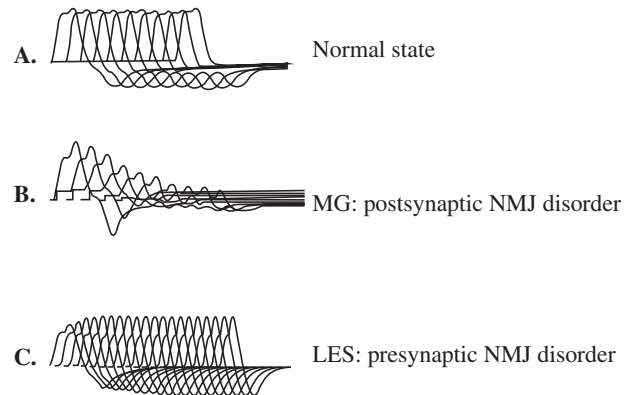 A. Normal state
B. MG: postsynaptic NMJ disorder
C. LES: presynaptic NMJ disorder